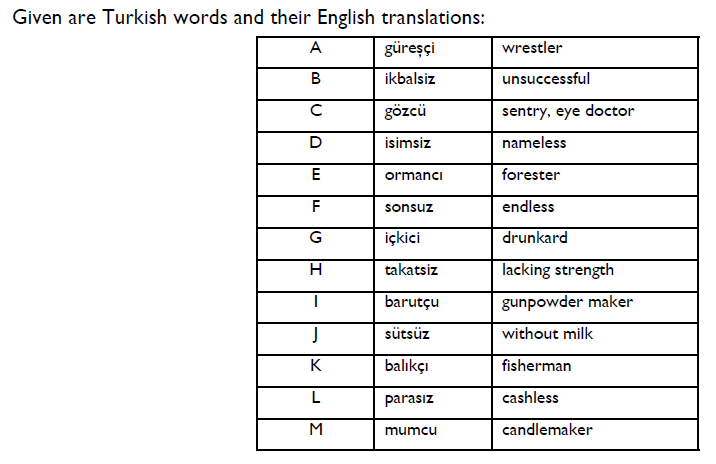 Given are Turkish words and their English translations:
A güreşçi wrestler
B ikbalsiz unsuccessful
C gözcü sentry, eye doctor
D isimsiz nameless
E ormancı forester
F sonsuz endless
G içkici drunkard
H takatsiz lacking strength
I barutçu gunpowder maker
J sütsüz without milk
K balıkçı fisherman
L parasız cashless
M mumcu candlemaker